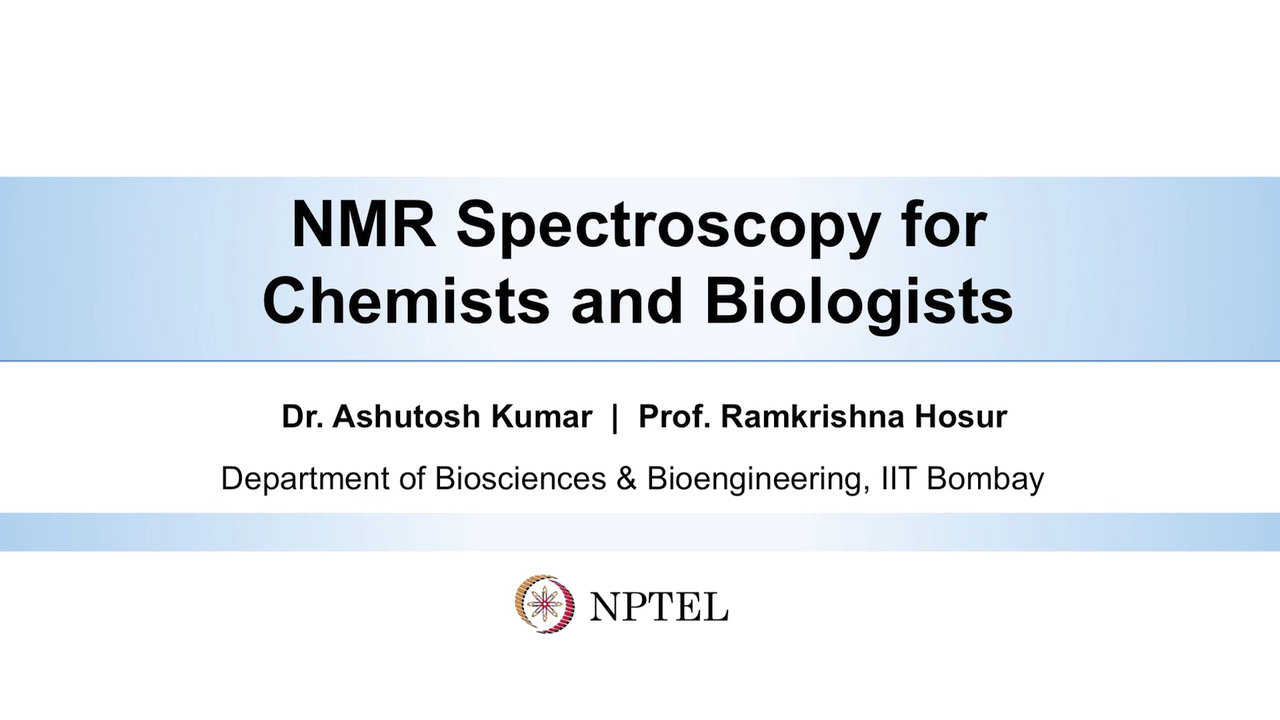 NMR Spectroscopy for
Chemists and Biologists
Dr. Ashutosh Kumar | Prof. Ramkrishna Hosur
Department of Biosciences & Bioengineering, IIT Bombay
NPTEL